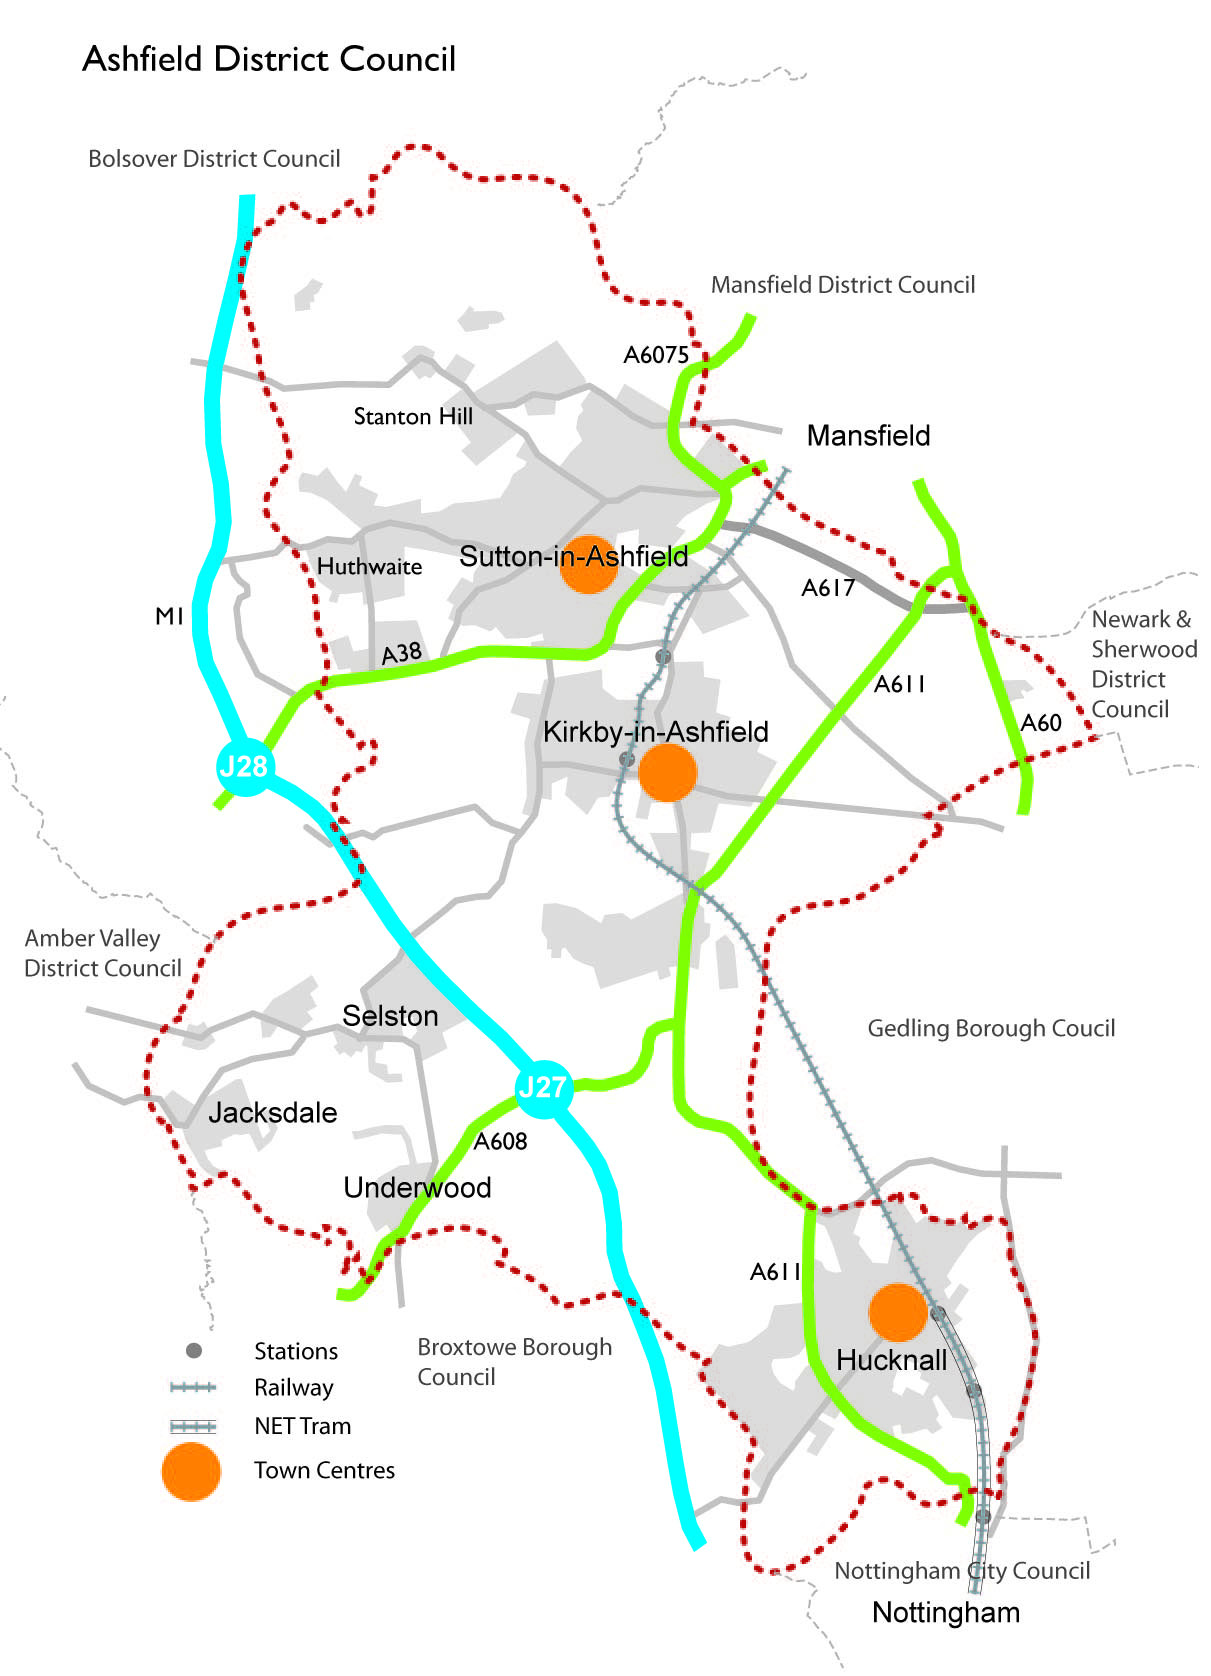 Ashfield District Council
Bolsover District Council
Mansfield District Council
A6075
Stanton Hill
Mansfield
Sutton-in-Ashfield
Huthwaite
A617
M1
Newark &
Sherwood
District
Council
A38
A611
A60
Kirkby-in-Ashfield
J28
Amber Valley
District Council
Selston
Gedling Borough Coucil
J27
Jacksdale
A608
Underwood
A611
Broxtowe Borough
Council
Hucknall
Stations
Railway
NET Tram
Town Centres
Nottingham City Council
Nottingham